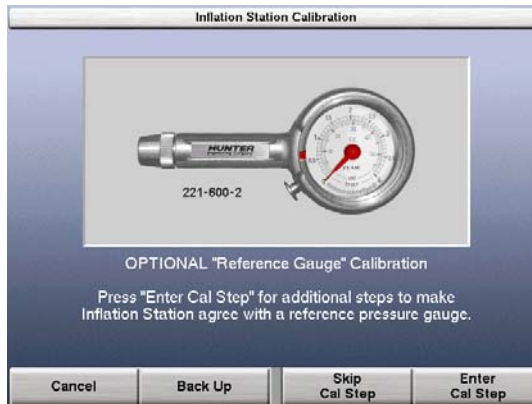 Inflation Station Calibration
HUNTER
221-600-2
OPTIONAL "Reference Gauge" Calibration
Press "Enter Cal Step" for additional steps to make
Inflation Station agree with a reference pressure gauge.
Cancel
Back Up
Skip
Cal Step
Enter
Cal Step